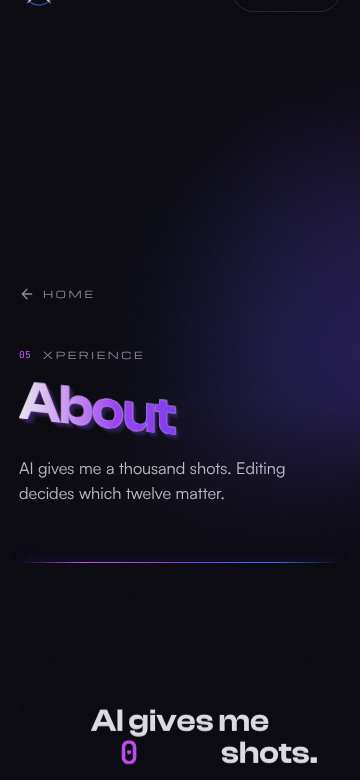 HOME
05 XPERIENCE
About
AI gives me a thousand shots. Editing
decides which twelve matter.
AI gives me
0 shots.